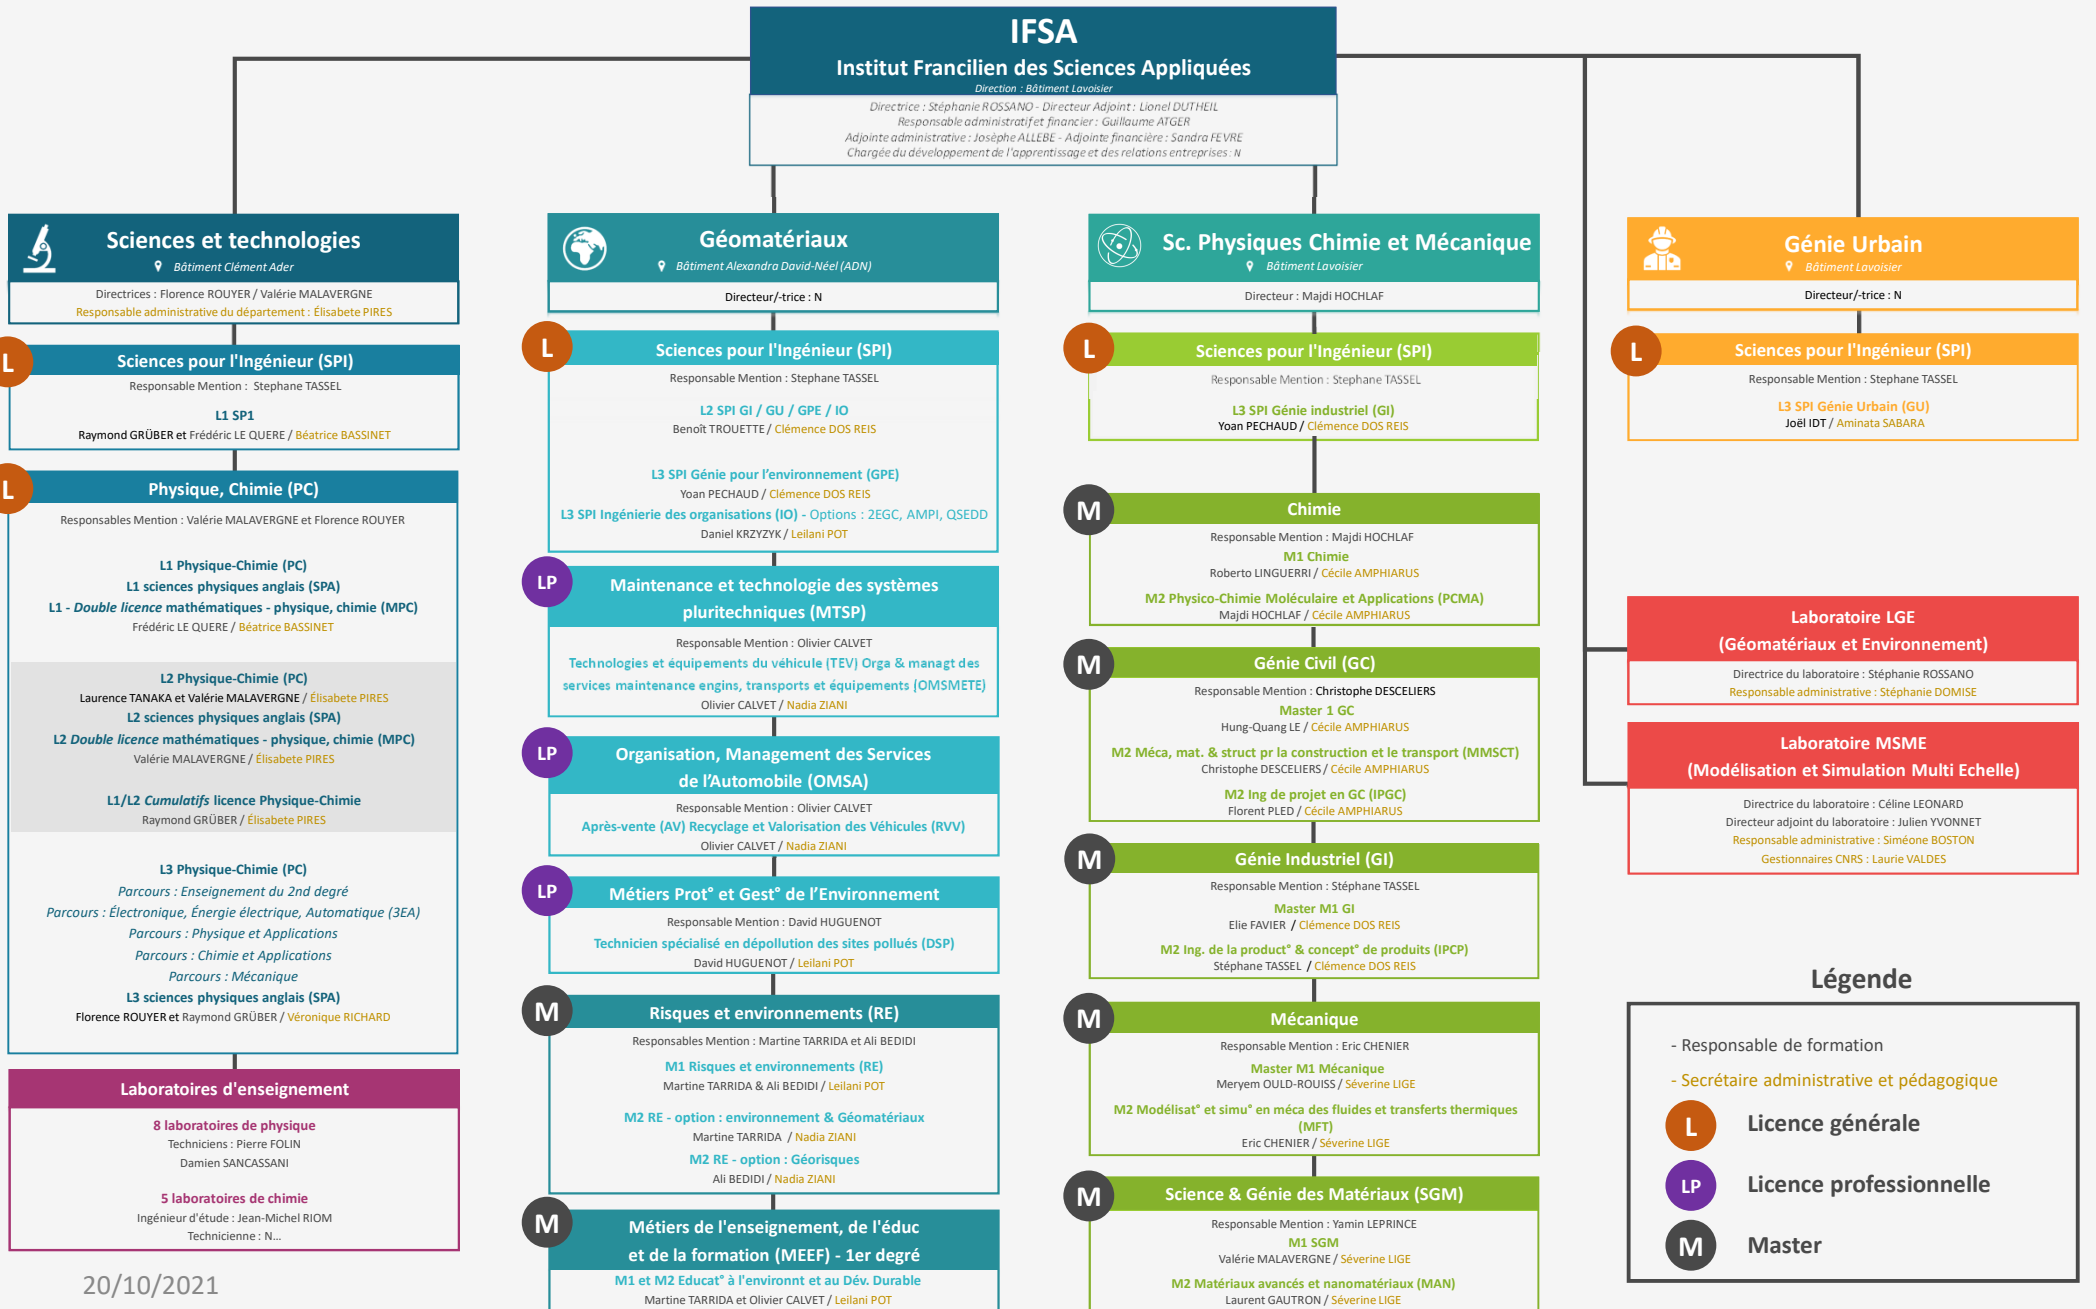 IFSA
Institut Francilien des Sciences Appliquées
Direction : Bâtiment Lavoisier
Directrice : Stéphanie ROSSANO - Directeur Adjoint : Lionel DUTHEIL
Responsable administratif et financier : Guillaume ATGER
Adjointe administrative : Josèphe ALLEBE - Adjointe financière : Sandra FEVRE
Chargée du développement de l'apprentissage et des relations entreprises : N
Sciences et technologies
Bâtiment Clément Ader
Directrices : Florence ROUYER / Valérie MALAVERGNE
Responsable administrative du département : Élisabete PIRES
L
Sciences pour l'Ingénieur (SPI)
Responsable Mention : Stephane TASSEL
L1 SP1
Raymond GRÜBER et Frédéric LE QUERE / Béatrice BASSINET
L
Physique, Chimie (PC)
Responsables Mention : Valérie MALAVERGNE et Florence ROUYER
L1 Physique-Chimie (PC)
L1 sciences physiques anglais (SPA)
L1 - Double licence mathématiques - physique, chimie (MPC)
Frédéric LE QUERE / Béatrice BASSINET
L2 Physique-Chimie (PC)
Laurence TANAKA et Valérie MALAVERGNE / Élisabete PIRES
L2 sciences physiques anglais (SPA)
L2 Double licence mathématiques - physique, chimie (MPC)
Valérie MALAVERGNE / Élisabete PIRES
L1/L2 Cumulatifs licence Physique-Chimie
Raymond GRÜBER / Élisabete PIRES
L3 Physique-Chimie (PC)
Parcours : Enseignement du 2nd degré
Parcours : Électronique, Énergie électrique, Automatique (3EA)
Parcours : Physique et Applications
Parcours : Chimie et Applications
Parcours : Mécanique
L3 sciences physiques anglais (SPA)
Florence ROUYER et Raymond GRÜBER / Véronique RICHARD
Laboratoires d'enseignement
8 laboratoires de physique
Techniciens : Pierre FOLIN
Damien SANCASSANI
5 laboratoires de chimie
Ingénieur d'étude : Jean-Michel RIOM
Technicienne : N...
20/10/2021
Géomatériaux
Bâtiment Alexandra David-Néel (ADN)
Directeur/-trice : N
L
Sciences pour l'Ingénieur (SPI)
Responsable Mention : Stephane TASSEL
L2 SPI GI / GU / GPE / IO
Benoît TROUETTE / Clémence DOS REIS
L3 SPI Génie pour l'environnement (GPE)
Yoan PECHAUD / Clémence DOS REIS
L3 SPI Ingénierie des organisations (IO) - Options : 2EGC, AMPI, QSEDD
Daniel KRZYZYK / Leilani POT
LP
Maintenance et technologie des systèmes
pluritechniques (MTSP)
Responsable Mention : Olivier CALVET
Technologies et équipements du véhicule (TEV) Orga & managt des
services maintenance engins, transports et équipements (OMSMETE)
Olivier CALVET / Nadia ZIANI
LP
Organisation, Management des Services
de l'Automobile (OMSA)
Responsable Mention : Olivier CALVET
Après-vente (AV) Recyclage et Valorisation des Véhicules (RVV)
Olivier CALVET / Nadia ZIANI
LP
Métiers Prot° et Gest° de l'Environnement
Responsable Mention : David HUGUENOT
Technicien spécialisé en dépollution des sites pollués (DSP)
David HUGUENOT / Leilani POT
M
Risques et environnements (RE)
Responsables Mention : Martine TARRIDA et Ali BEDIDI
M1 Risques et environnements (RE)
Martine TARRIDA & Ali BEDIDI / Leilani POT
M2 RE - option : environnement & Géomatériaux
Martine TARRIDA / Nadia ZIANI
M2 RE - option : Géorisques
Ali BEDIDI / Nadia ZIANI
M
Métiers de l'enseignement, de l'éduc
et de la formation (MEEF) - 1er degré
M1 et M2 Educat° à l'environnt et au Dév. Durable
Martine TARRIDA et Olivier CALVET / Leilani POT
Sc. Physiques Chimie et Mécanique
Bâtiment Lavoisier
Directeur : Majdi HOCHLAF
L
Sciences pour l'Ingénieur (SPI)
Responsable Mention : Stephane TASSEL
L3 SPI Génie industriel (GI)
Yoan PECHAUD / Clémence DOS REIS
M
Chimie
Responsable Mention : Majdi HOCHLAF
M1 Chimie
Roberto LINGUERRI / Cécile AMPHIARUS
M2 Physico-Chimie Moléculaire et Applications (PCMA)
Majdi HOCHLAF / Cécile AMPHIARUS
M
Génie Civil (GC)
Responsable Mention : Christophe DESCELIERS
Master 1 GC
Hung-Quang LE / Cécile AMPHIARUS
M2 Méca, mat. & struct pr la construction et le transport (MMSCT)
Christophe DESCELIERS / Cécile AMPHIARUS
M2 Ing de projet en GC (IPGC)
Florent PLED / Cécile AMPHIARUS
M
Génie Industriel (GI)
Responsable Mention : Stéphane TASSEL
Master M1 GI
Elie FAVIER / Clémence DOS REIS
M2 Ing. de la product° & concept° de produits (IPCP)
Stéphane TASSEL / Clémence DOS REIS
M
Mécanique
Responsable Mention : Eric CHENIER
Master M1 Mécanique
Meryem OULD-ROUISS / Séverine LIGE
M2 Modélisat° et simu° en méca des fluides et transferts thermiques
(MFT)
Eric CHENIER / Séverine LIGE
M
Science & Génie des Matériaux (SGM)
Responsable Mention : Yamin LEPRINCE
M1 SGM
Valérie MALAVERGNE / Séverine LIGE
M2 Matériaux avancés et nanomatériaux (MAN)
Laurent GAUTRON / Séverine LIGE
Génie Urbain
Bâtiment Lavoisier
Directeur/-trice : N
L
Sciences pour l'Ingénieur (SPI)
Responsable Mention : Stephane TASSEL
L3 SPI Génie Urbain (GU)
Joël IDT / Aminata SABARA
Laboratoire LGE
(Géomatériaux et Environnement)
Directrice du laboratoire : Stéphanie ROSSANO
Responsable administrative : Stéphanie DOMISE
Laboratoire MSME
(Modélisation et Simulation Multi Echelle)
Directrice du laboratoire : Céline LEONARD
Directeur adjoint du laboratoire : Julien YVONNET
Responsable administrative : Siméone BOSTON
Gestionnaires CNRS : Laurie VALDES
Légende
- Responsable de formation
- Secrétaire administrative et pédagogique
L Licence générale
LP Licence professionnelle
M Master